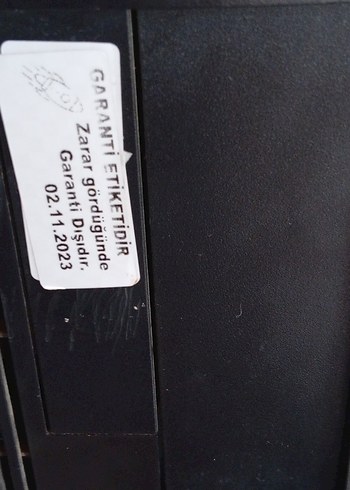 GARANTİ ETİKETİDİR
Zarar gördüğünde
Garanti Dışıdır.
02.11.2023